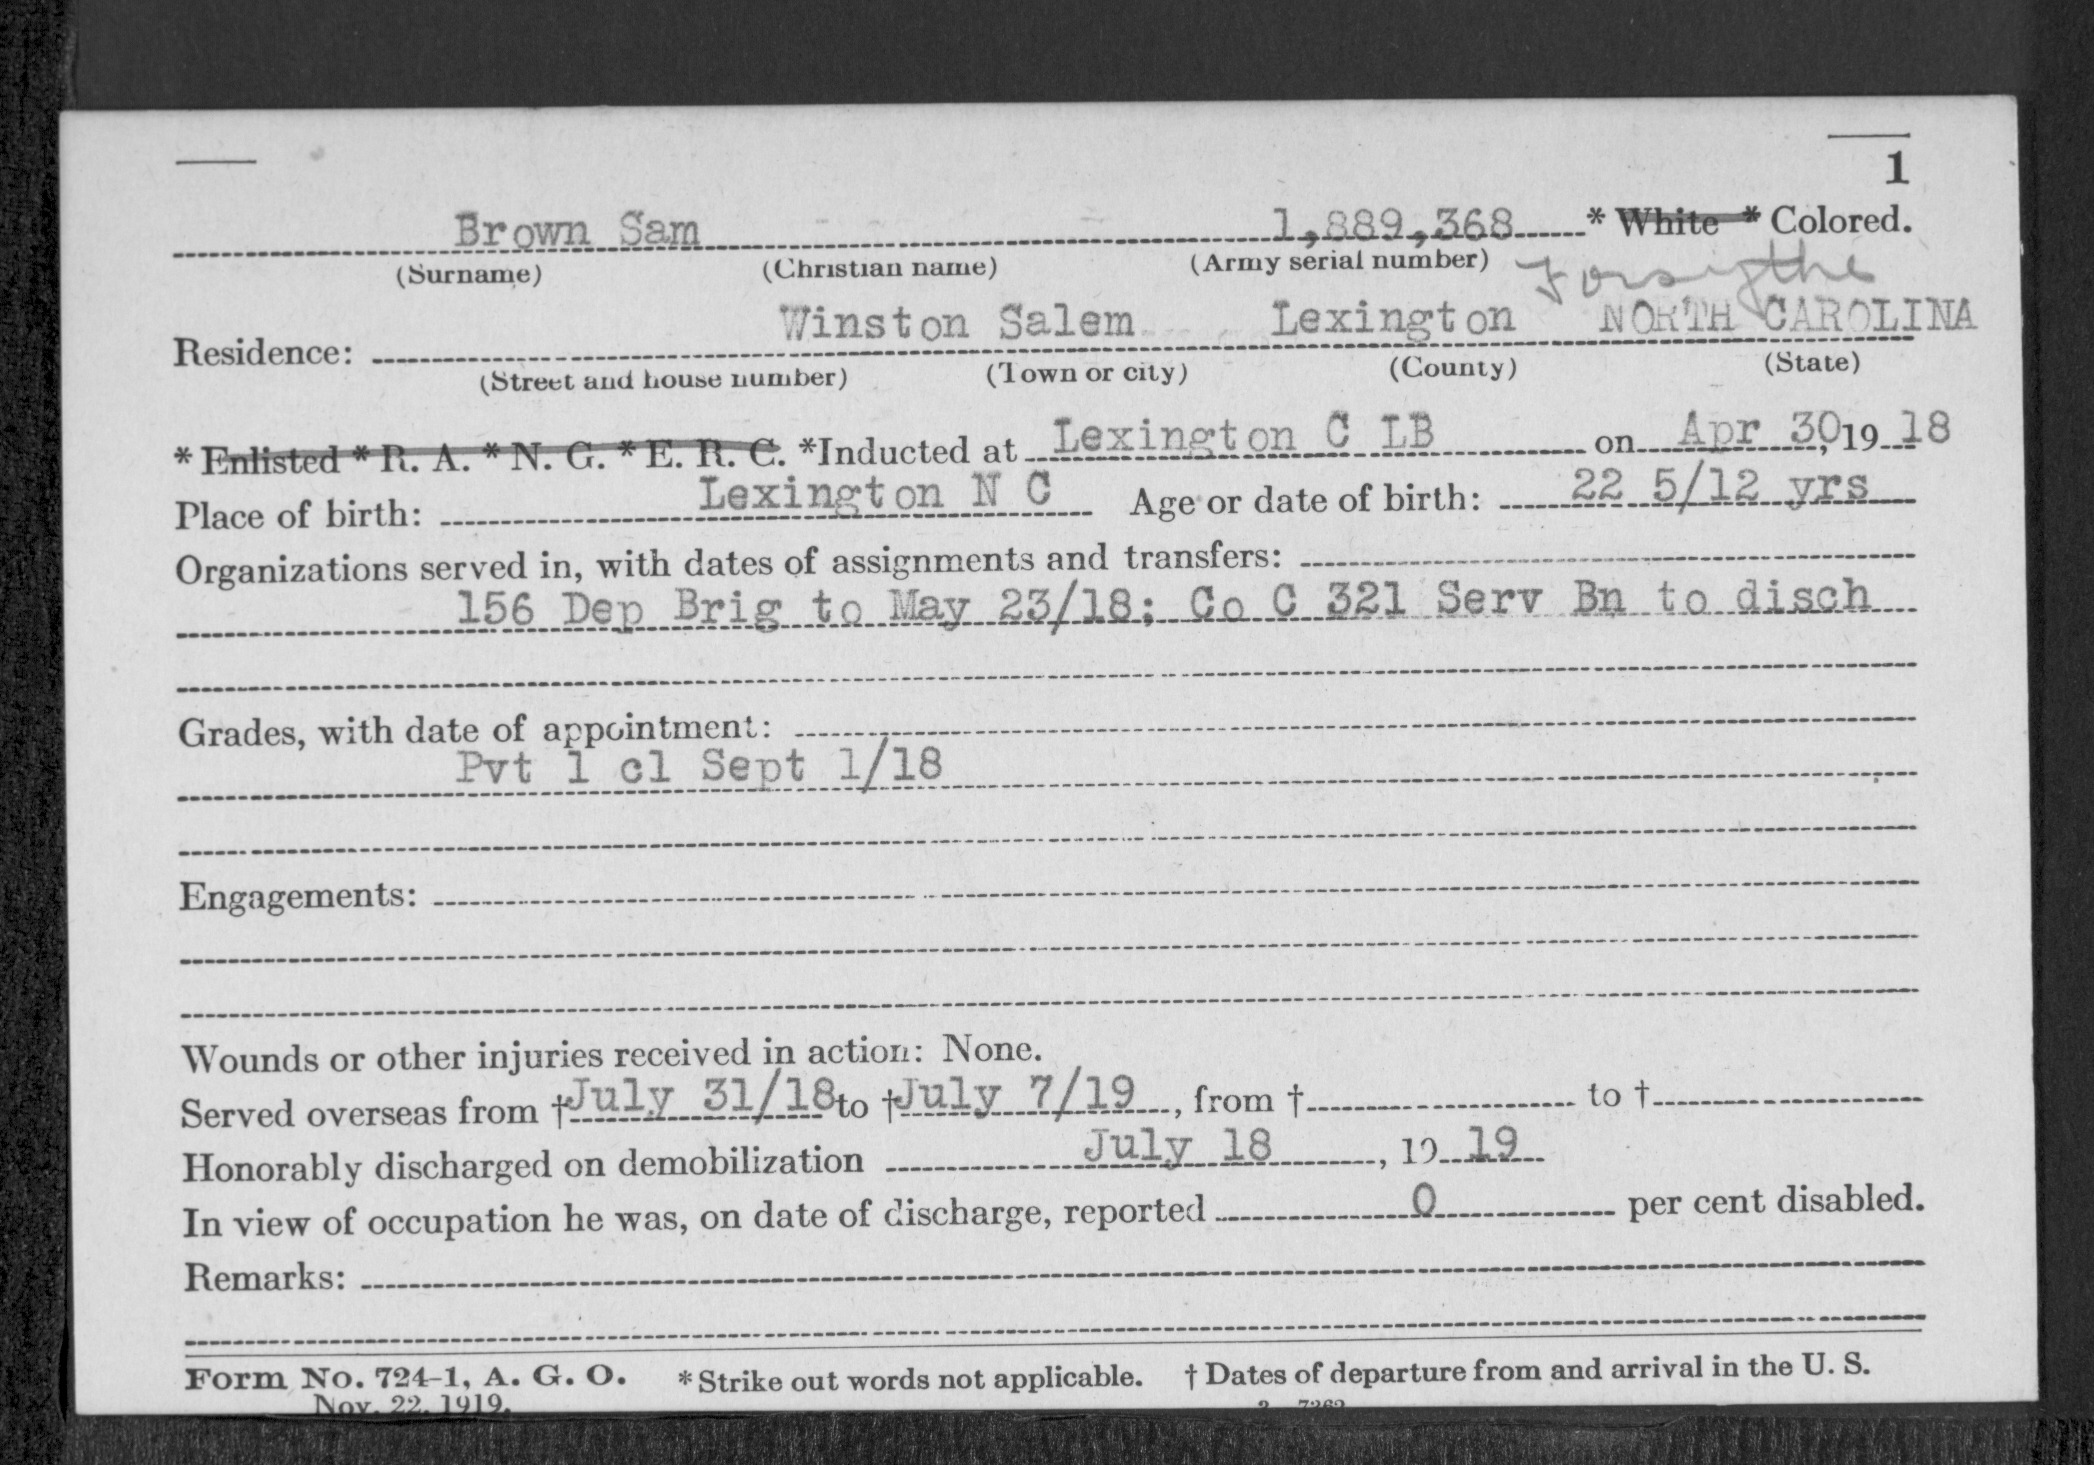 1
Brown Sam 1,889,368 * White * Colored.
(Surname) (Christian name) (Army serial number) Forsythe
Residence: Winston Salem Lexington NORTH CAROLINA
(Street and house number) (Town or city) (County) (State)
* Enlisted * R. A. * N. G. * E. R. C. *Inducted at Lexington C LB on Apr 30, 19 18
Place of birth: Lexington N C Age or date of birth: 22 5/12 yrs
Organizations served in, with dates of assignments and transfers:
156 Dep Brig to May 23/18; Co C 321 Serv Bn to disch
Grades, with date of appointment:
Pvt 1 cl Sept 1/18
Engagements:
Wounds or other injuries received in action: None.
Served overseas from †July 31/18 to †July 7/19, from † to †
Honorably discharged on demobilization July 18, 19 19
In view of occupation he was, on date of discharge, reported 0 per cent disabled.
Remarks:
Form No. 724-1, A. G. O. *Strike out words not applicable. † Dates of departure from and arrival in the U. S.
Nov. 22, 1919.